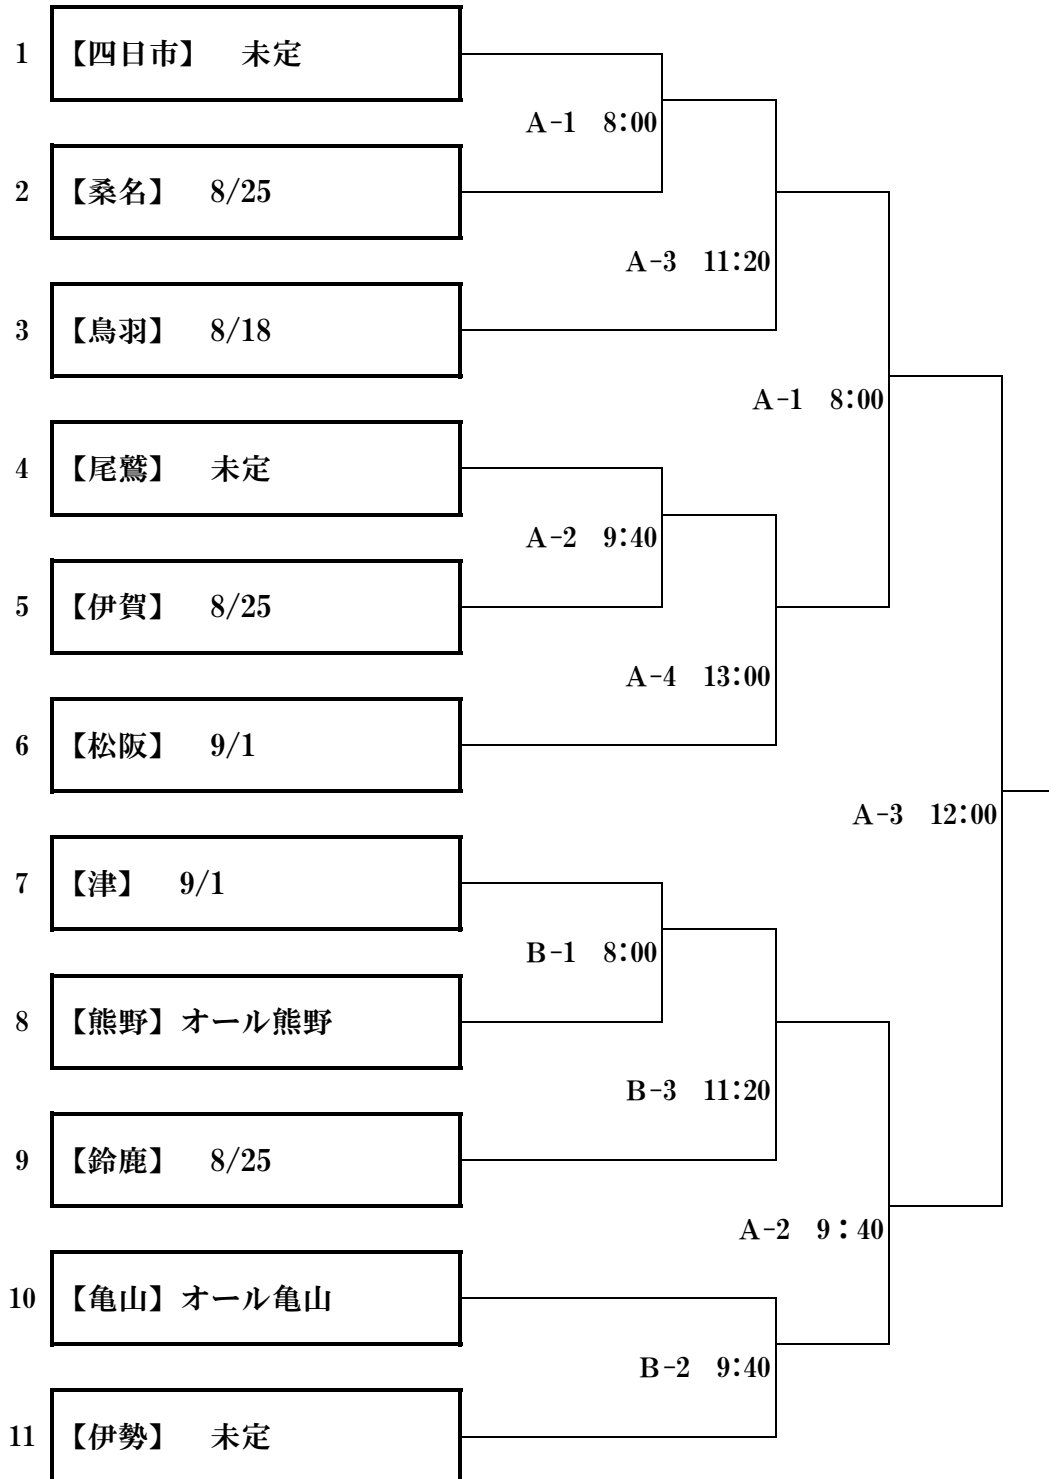 1 【四日市】　未定
A-1　8:00
2 【桑名】　8/25
A-3　11:20
3 【鳥羽】　8/18
A-1　8:00
4 【尾鷲】　未定
A-2　9:40
5 【伊賀】　8/25
A-4　13:00
6 【松阪】　9/1
A-3　12:00
7 【津】　9/1
B-1　8:00
8 【熊野】オール熊野
B-3　11:20
9 【鈴鹿】　8/25
A-2　9：40
10 【亀山】オール亀山
B-2　9:40
11 【伊勢】　未定